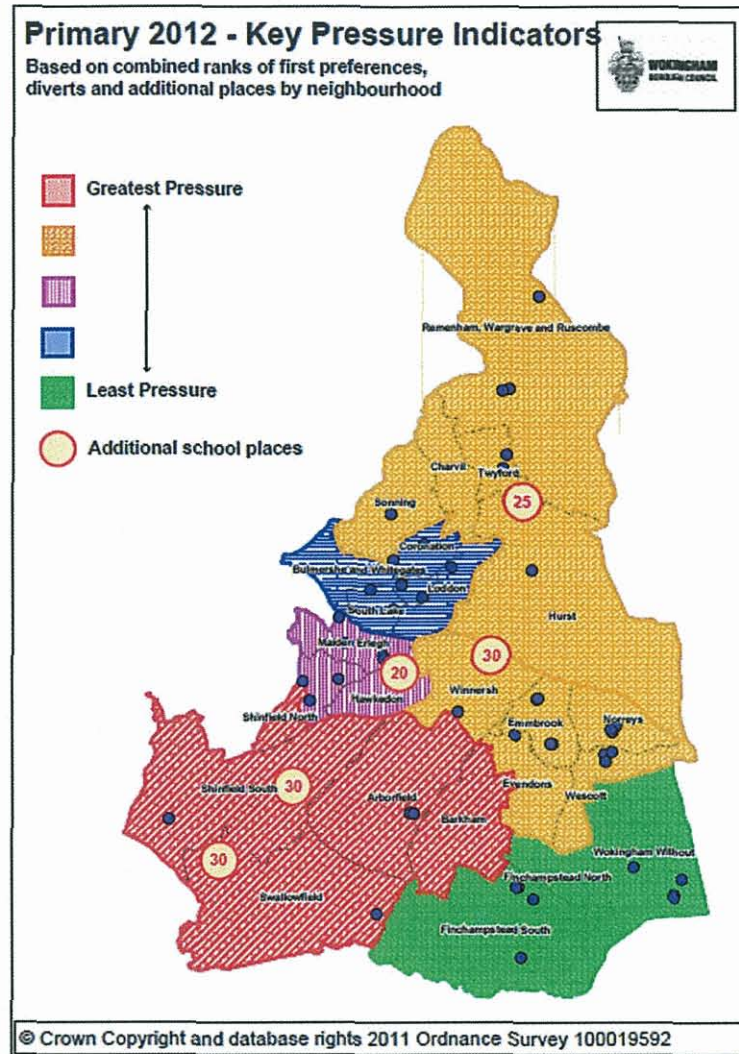 Primary 2012 - Key Pressure Indicators
Based on combined ranks of first preferences,
diverts and additional places by neighbourhood
WOKINGHAM
BOROUGH COUNCIL
Greatest Pressure
Least Pressure
Additional school places
Remenham, Wargrave and Ruscombe
Charvil
Twyford
Sonning
25
Coronation
Bulmershe and Whitegates
Loddon
South Lake
Hurst
Maiden Erlegh
30
20
Hawkedon
Winnersh
Shinfield North
Emmbrook
Norreys
Shinfield South
30
Arborfield
Evendons
Wescott
Barkham
30
Wokingham Without
Finchampstead North
Swallowfield
Finchampstead South
© Crown Copyright and database rights 2011 Ordnance Survey 100019592